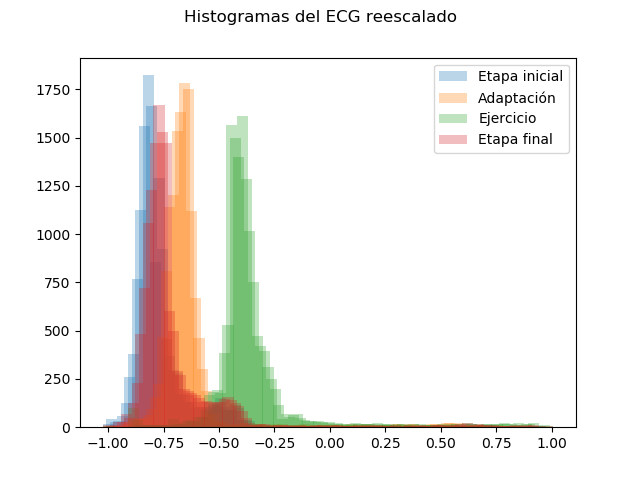 Histogramas del ECG reescalado
Etapa inicial
Adaptación
Ejercicio
Etapa final
1750
1500
1250
1000
750
500
250
0
−1.00 −0.75 −0.50 −0.25 0.00 0.25 0.50 0.75 1.00